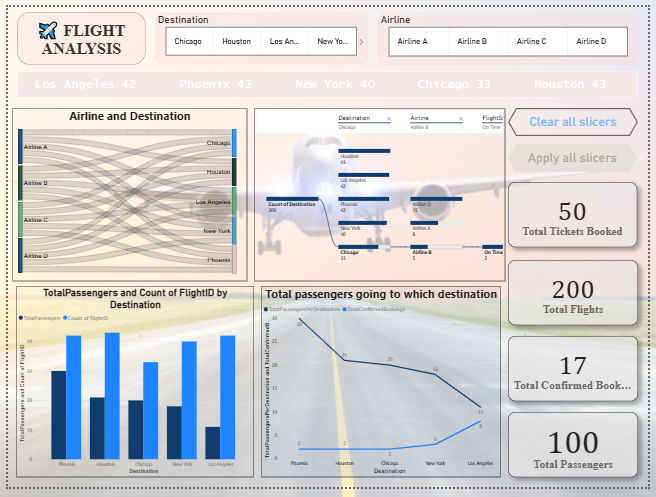 FLIGHT
ANALYSIS
Destination
Chicago Houston Los An... New Yo...
Airline
Airline A Airline B Airline C Airline D
Los Angeles 42 Phoenix 42 New York 40 Chicago 33 Houston 43
Airline and Destination
Airline A
Airline B
Airline C
Airline D
Chicago
Houston
Los Angeles
New York
Phoenix
Destination Airline FlightS
Chicago Airline B On Time
Houston
43
Los Angeles
42
Count of Destination
200
Phoenix
42
New York
40
Chicago
33
Airline D
15
Airline A
8
Airline B
5
On Time
2
Clear all slicers
Apply all slicers
50
Total Tickets Booked
200
Total Flights
17
Total Confirmed Book...
100
Total Passengers
TotalPassengers and Count of FlightID by
Destination
TotalPassengers Count of FlightID
TotalPassengers and Count of FlightID
40
30
20
10
0
Phoenix Houston Chicago New York Los Angeles
Destination
Total passengers going to which destination
TotalPassengersPerDestination TotalConfirmedBookings
30
25
20
15
10
5
0
30
21
20
18
11
2
2
2
3
8
Phoenix Houston Chicago New York Los Angeles
Destination